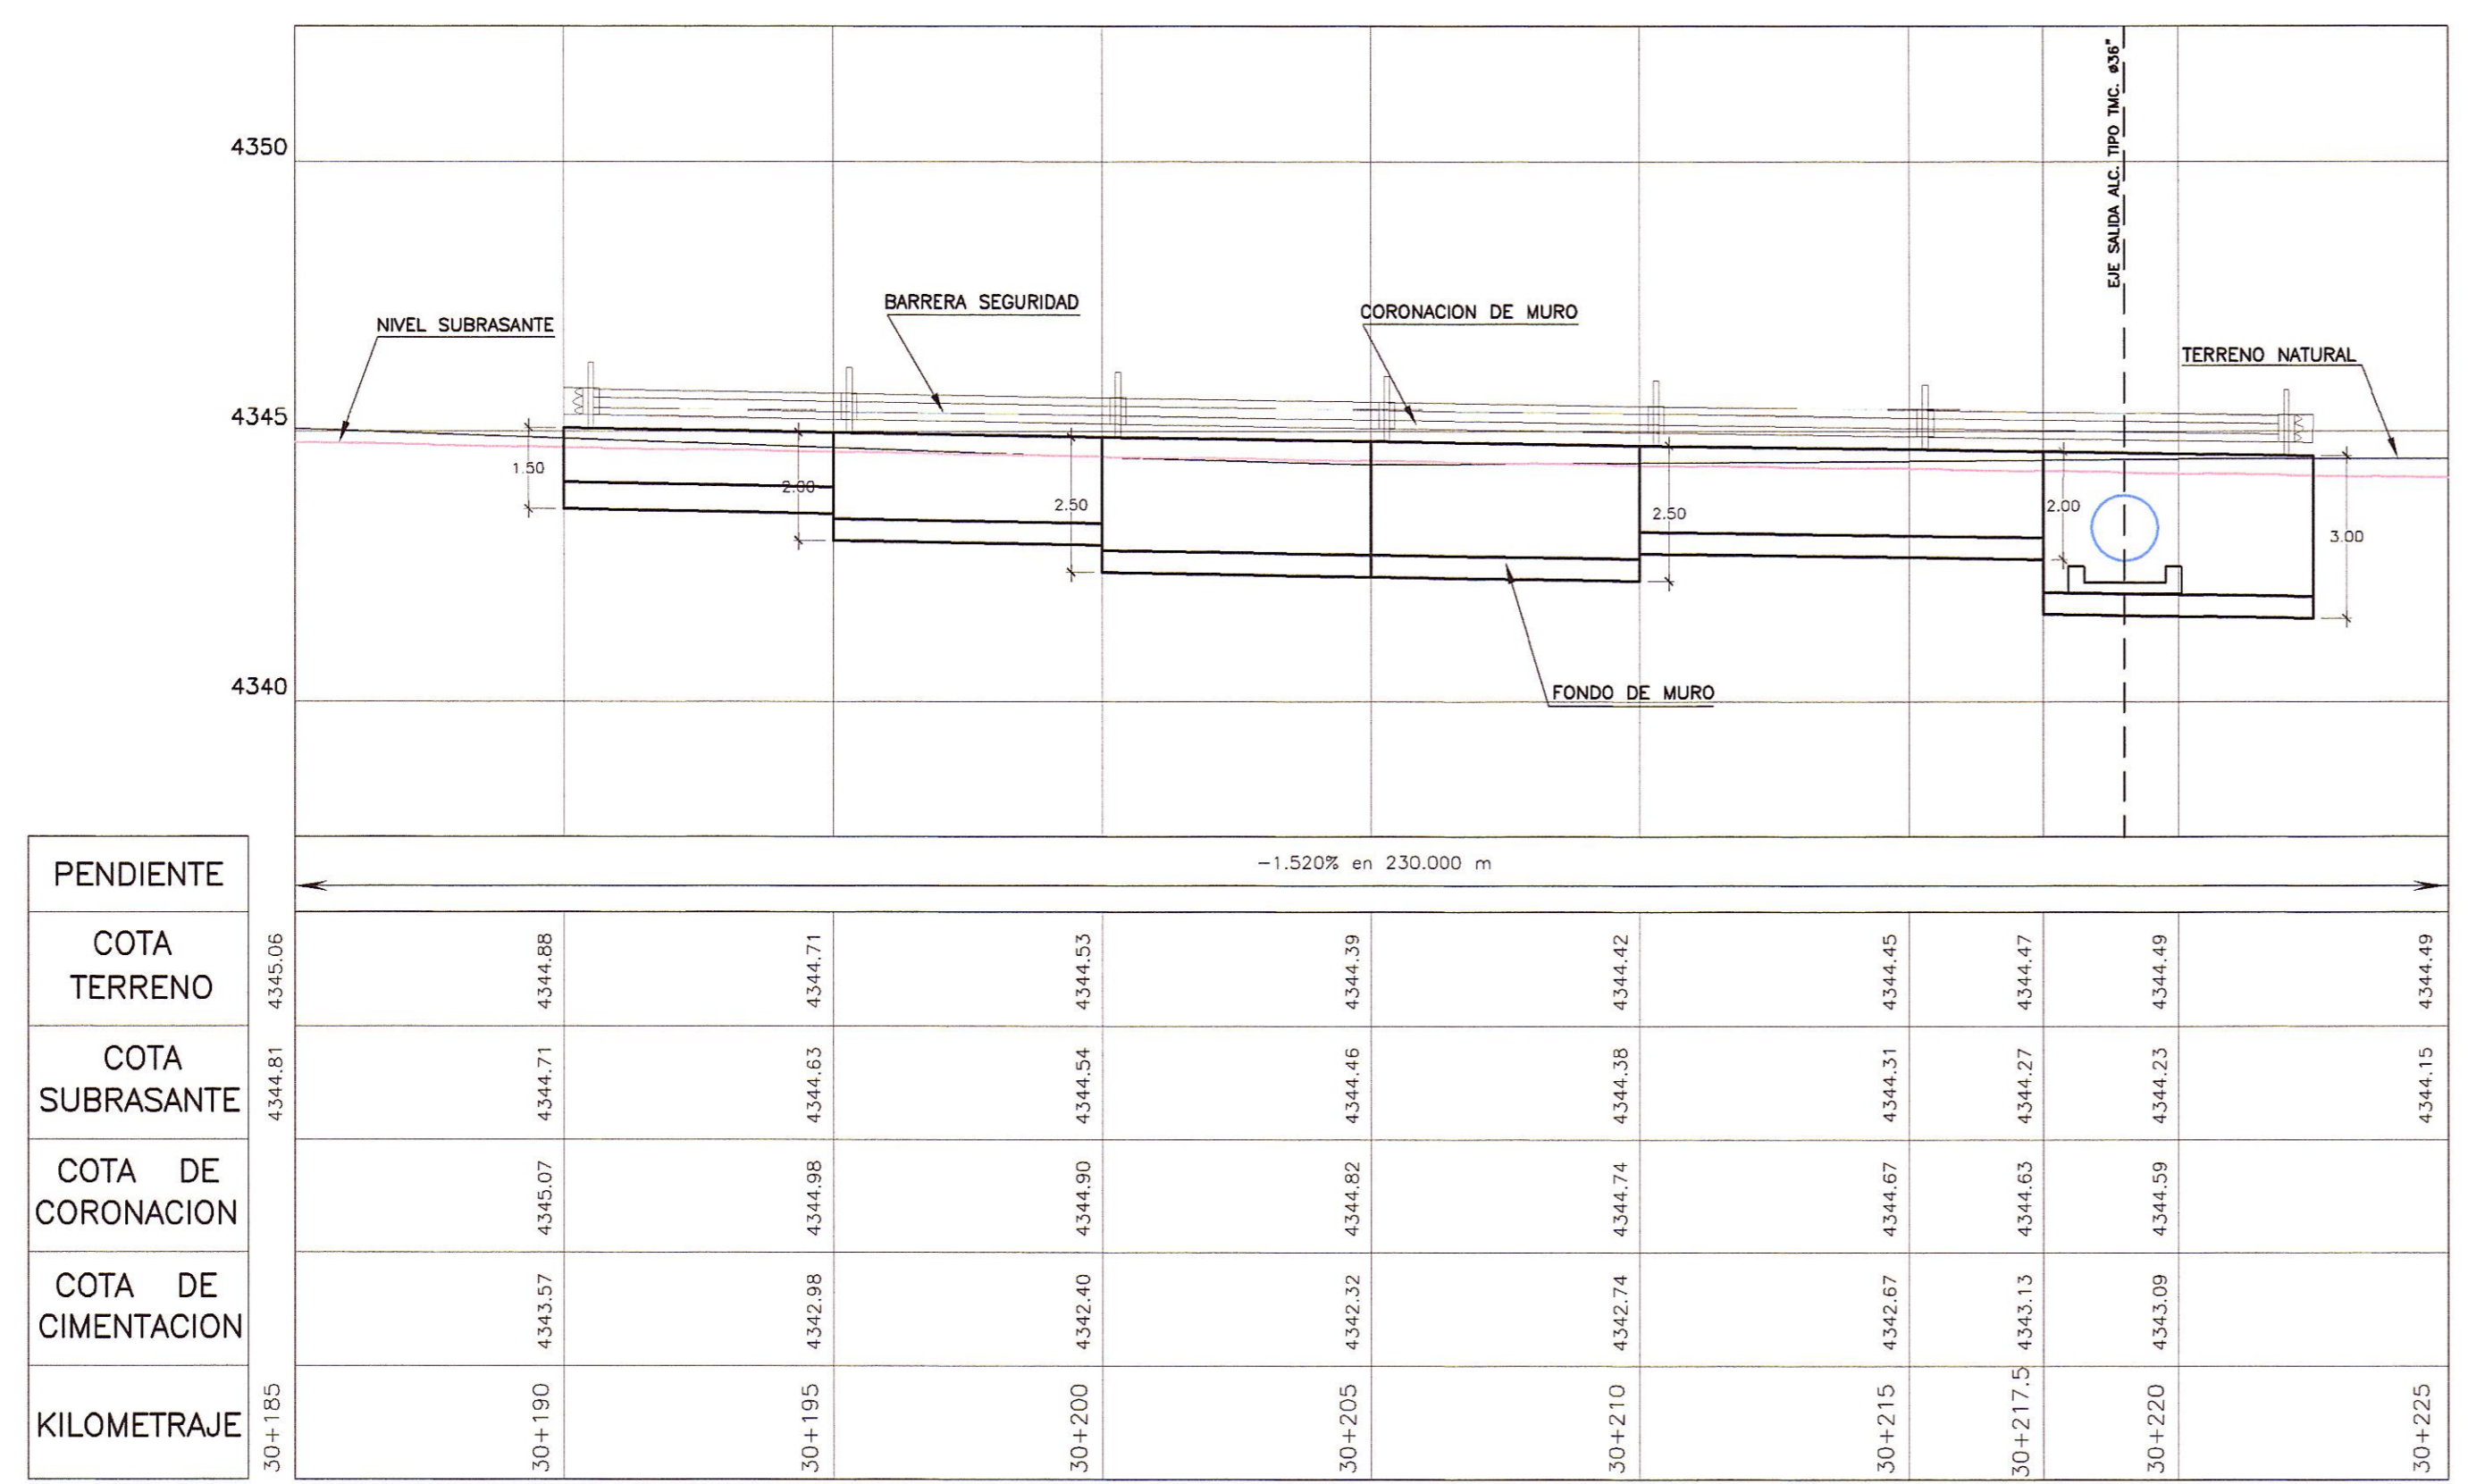 EJE SALIDA ALC. TIPO TMC. ø36"
4350
BARRERA SEGURIDAD
CORONACION DE MURO
NIVEL SUBRASANTE
TERRENO NATURAL
4345
1.50
2.00
2.50
2.50
2.00
3.00
4340
FONDO DE MURO
PENDIENTE
-1.520% en 230.000 m
COTA
TERRENO
4345.06 4344.88 4344.71 4344.53 4344.39 4344.42 4344.45 4344.47 4344.49 4344.49
COTA
SUBRASANTE
4344.81 4344.71 4344.63 4344.54 4344.46 4344.38 4344.31 4344.27 4344.23 4344.15
COTA DE
CORONACION
4345.07 4344.98 4344.90 4344.82 4344.74 4344.67 4344.63 4344.59
COTA DE
CIMENTACION
4343.57 4342.98 4342.40 4342.32 4342.74 4342.67 4343.13 4343.09
KILOMETRAJE
30+185 30+190 30+195 30+200 30+205 30+210 30+215 30+217.5 30+220 30+225